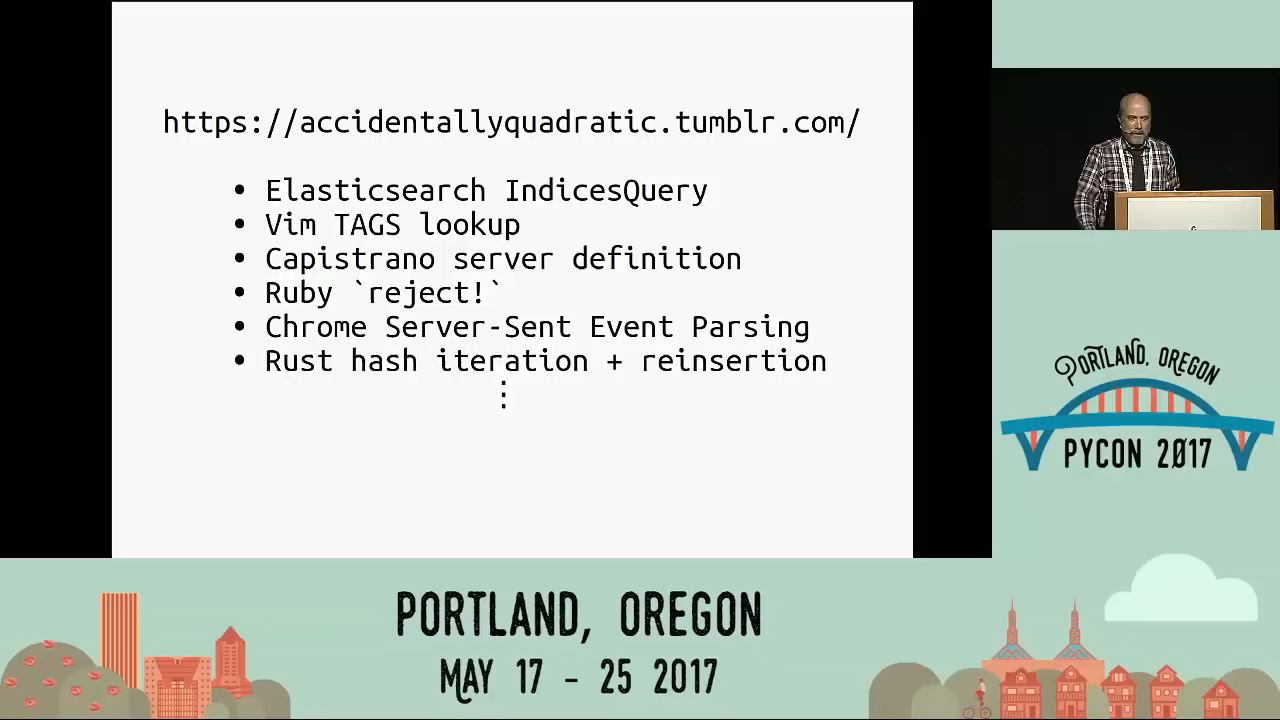 https://accidentallyquadratic.tumblr.com/
• Elasticsearch IndicesQuery
• Vim TAGS lookup
• Capistrano server definition
• Ruby `reject!`
• Chrome Server-Sent Event Parsing
• Rust hash iteration + reinsertion
⋮
PORTLAND, OREGON
PYCON 2017
PORTLAND, OREGON
MAY 17 - 25 2017